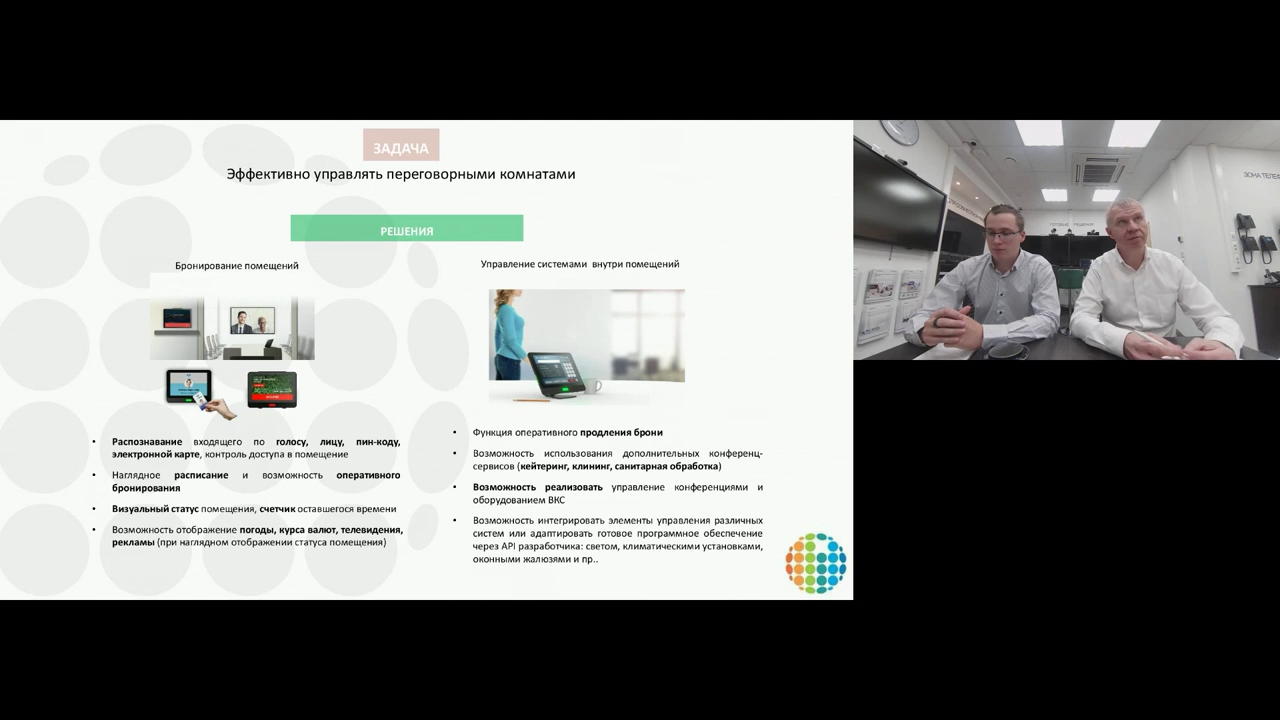 ЗАДАЧА
Эффективно управлять переговорными комнатами
РЕШЕНИЯ
Бронирование помещений
• Распознавание входящего по голосу, лицу, пин-коду,
электронной карте, контроль доступа в помещение
• Наглядное расписание и возможность оперативного
бронирования
• Визуальный статус помещения, счетчик оставшегося времени
• Возможность отображение погоды, курса валют, телевидения,
рекламы (при наглядном отображении статуса помещения)
Управление системами внутри помещений
• Функция оперативного продления брони
• Возможность использования дополнительных конференц-
сервисов (кейтеринг, клининг, санитарная обработка)
• Возможность реализовать управление конференциями и
оборудованием ВКС
• Возможность интегрировать элементы управления различных
систем или адаптировать готовое программное обеспечение
через API разработчика: светом, климатическими установками,
оконными жалюзями и пр..
ГОТОВЫЕ РЕШЕНИЯ
ЗОНА